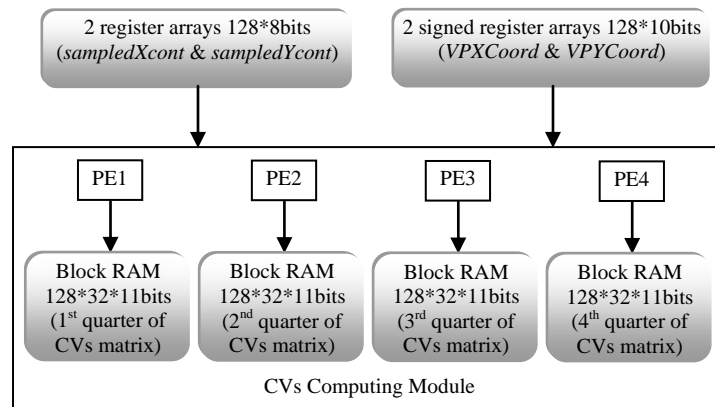 2 register arrays 128*8bits
(sampledXcont & sampledYcont)
2 signed register arrays 128*10bits
(VPXCoord & VPYCoord)
PE1
PE2
PE3
PE4
Block RAM
128*32*11bits
(1st quarter of
CVs matrix)
Block RAM
128*32*11bits
(2nd quarter of
CVs matrix)
Block RAM
128*32*11bits
(3rd quarter of
CVs matrix)
Block RAM
128*32*11bits
(4th quarter of
CVs matrix)
CVs Computing Module